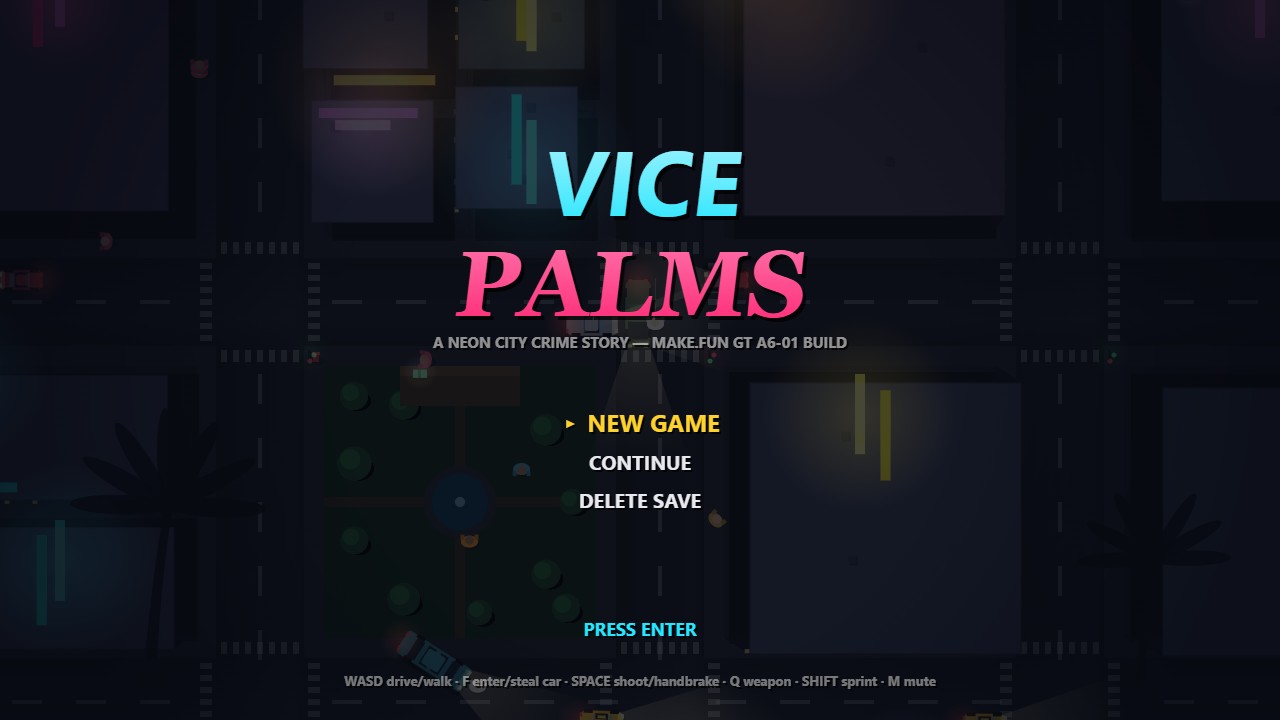 VICE
PALMS
A NEON CITY CRIME STORY — MAKE.FUN GT A6-01 BUILD
► NEW GAME
CONTINUE
DELETE SAVE
PRESS ENTER
WASD drive/walk · F enter/steal car · SPACE shoot/handbrake · Q weapon · SHIFT sprint · M mute